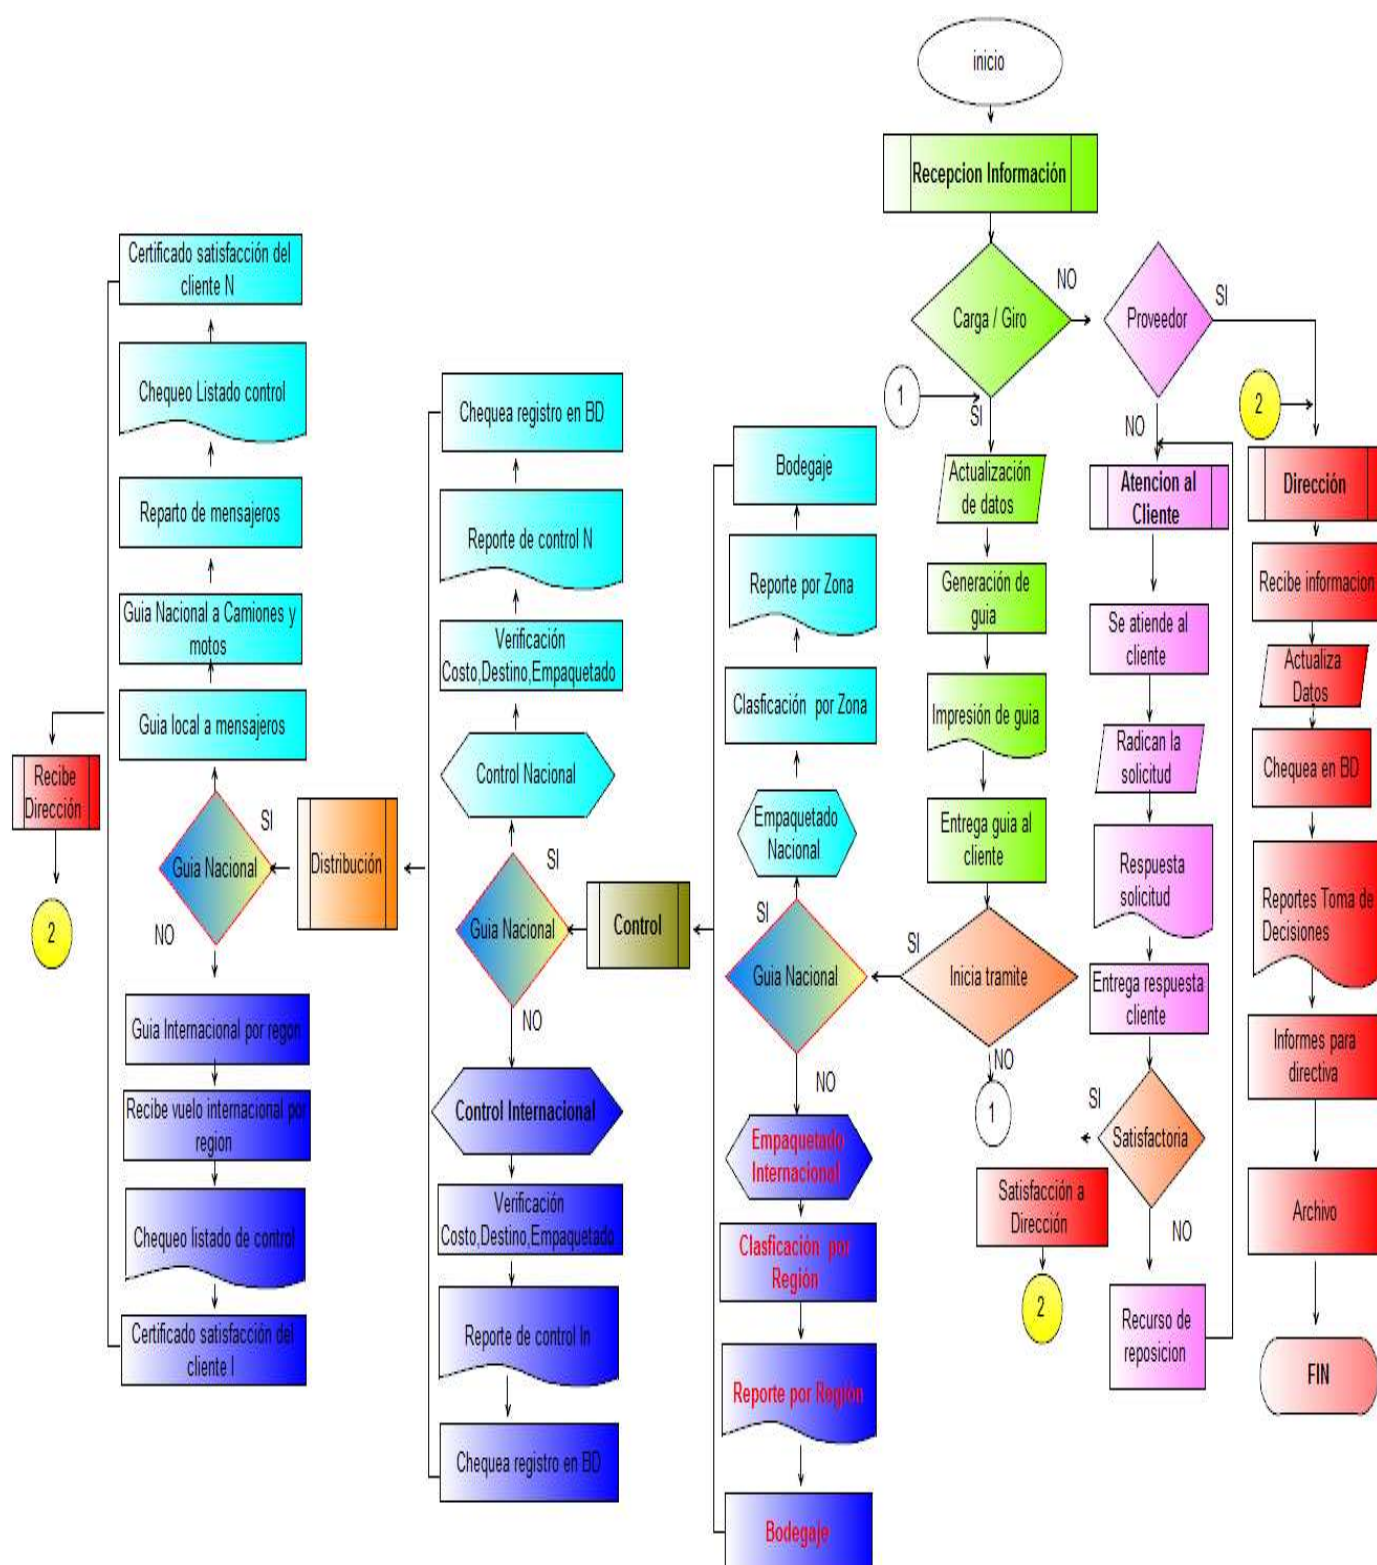 inicio
Recepcion Información
Carga / Giro
NO
SI
Proveedor
SI
NO
1
Actualización
de datos
Generación de
guia
Impresión de guia
Entrega guia al
cliente
Inicia tramite
SI
NO
1
Atencion al
Cliente
Se atiende al
cliente
Radican la
solicitud
Respuesta
solicitud
Entrega respuesta
cliente
Satisfactoria
SI
NO
Satisfacción a
Dirección
2
Recurso de
reposicion
2
Dirección
Recibe informacion
Actualiza
Datos
Chequea en BD
Reportes Toma de
Decisiones
Informes para
directiva
Archivo
FIN
Guia Nacional
SI
NO
Empaquetado
Nacional
Clasficación por Zona
Reporte por Zona
Bodegaje
Empaquetado
Internacional
Clasficación por
Región
Reporte por Región
Bodegaje
Control
Guia Nacional
SI
NO
Control Nacional
Verificación
Costo,Destino,Empaquetado
Reporte de control N
Chequea registro en BD
Control Internacional
Verificación
Costo,Destino,Empaquetado
Reporte de control In
Chequea registro en BD
Distribución
Guia Nacional
SI
NO
Guia local a mensajeros
Guia Nacional a Camiones y
motos
Reparto de mensajeros
Chequeo Listado control
Certificado satisfacción del
cliente N
Guia Internacional por regon
Recibe vuelo internacional por
region
Chequeo listado de control
Certificado satisfacción del
cliente I
Recibe
Dirección
2